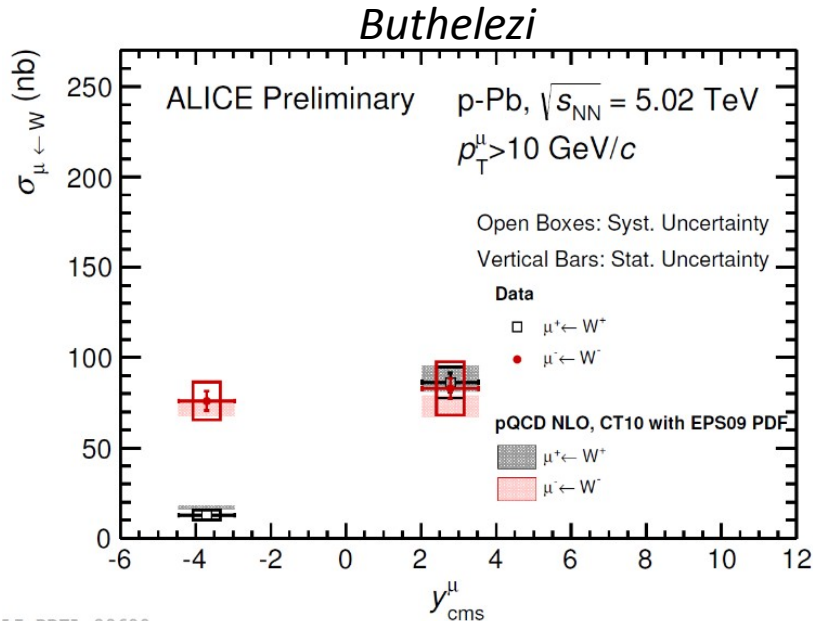 Buthelezi
σμ←W (nb)
250
200
150
100
50
0
ALICE Preliminary
p-Pb, √sNN = 5.02 TeV
pTμ>10 GeV/c
Open Boxes: Syst. Uncertainty
Vertical Bars: Stat. Uncertainty
Data
μ+← W+
μ-← W-
pQCD NLO, CT10 with EPS09 PDF
μ+← W+
μ-← W-
-6 -4 -2 0 2 4 6 8 10 12
yμcms